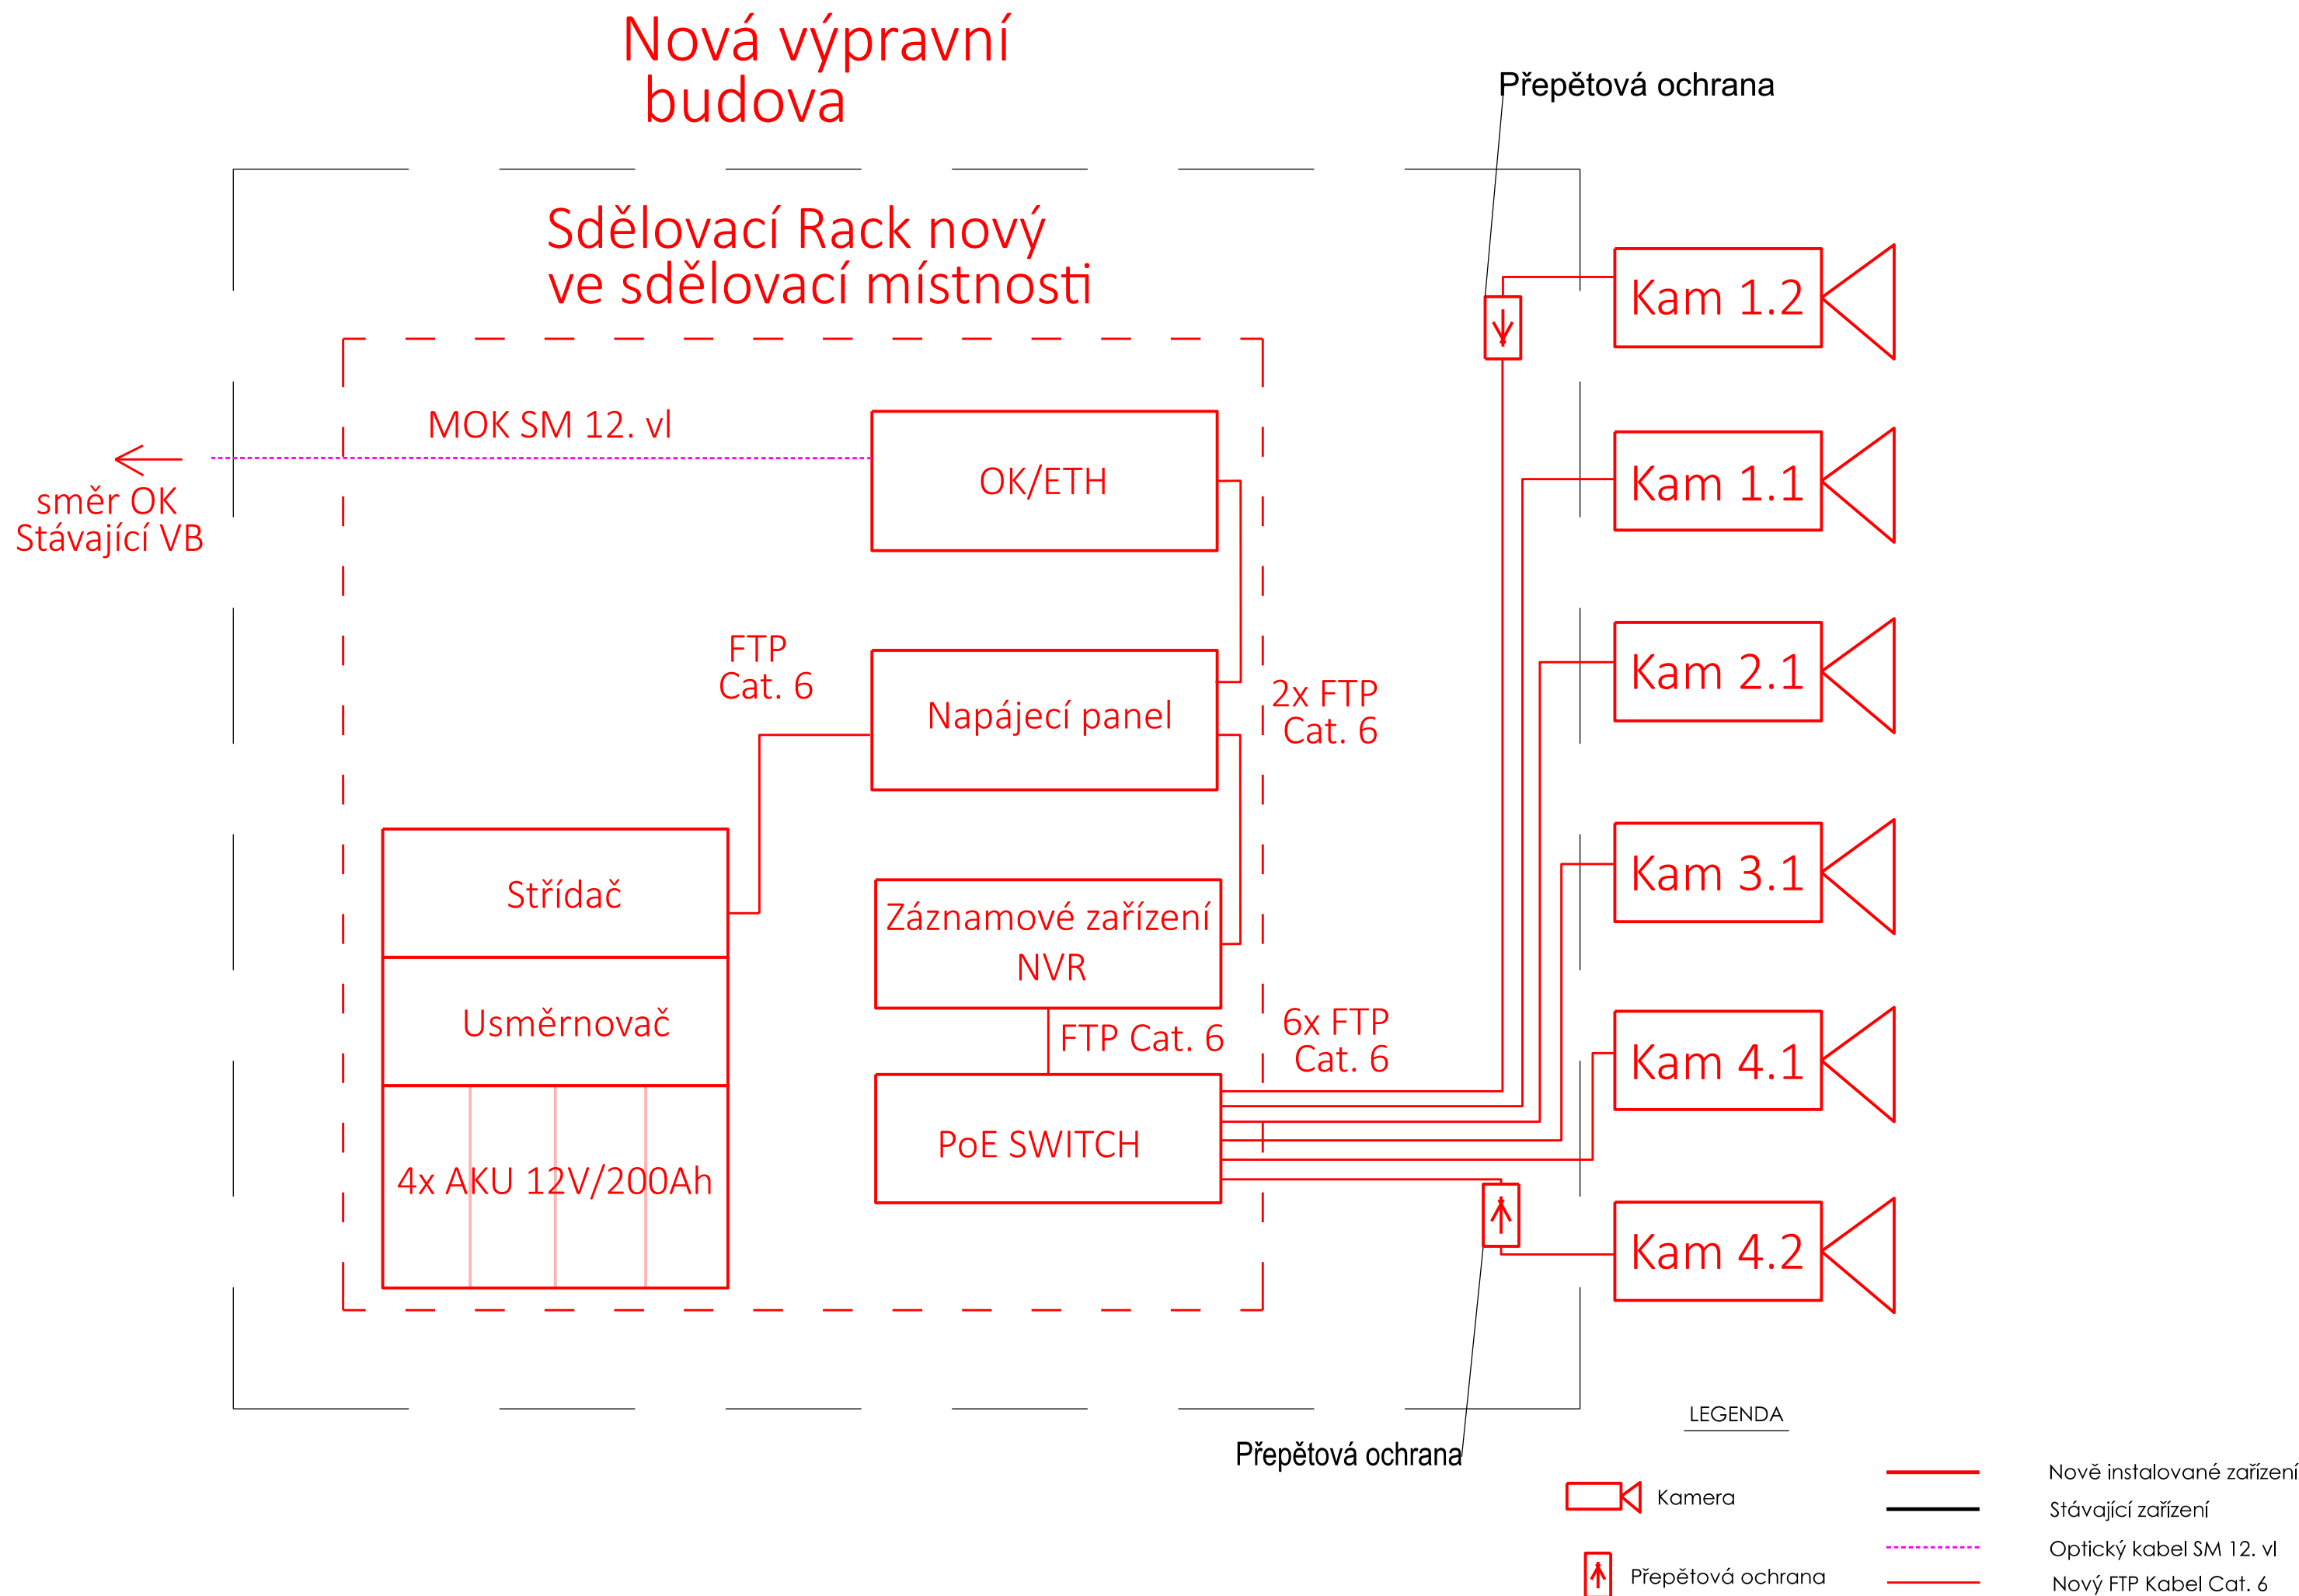 Nová výpravní
budova
Přepěťová ochrana
Sdělovací Rack nový
ve sdělovací místnosti
Kam 1.2
MOK SM 12. vl
OK/ETH
Kam 1.1
směr OK
Stávající VB
FTP
Cat. 6
Napájecí panel
2x FTP
Cat. 6
Kam 2.1
Střídač
Záznamové zařízení
NVR
Kam 3.1
Usměrnovač
FTP Cat. 6
6x FTP
Cat. 6
Kam 4.1
4x AKU 12V/200Ah
PoE SWITCH
Kam 4.2
LEGENDA
Přepěťová ochrana
Kamera
Přepěťová ochrana
Nově instalované zařízení
Stávající zařízení
Optický kabel SM 12. vl
Nový FTP Kabel Cat. 6